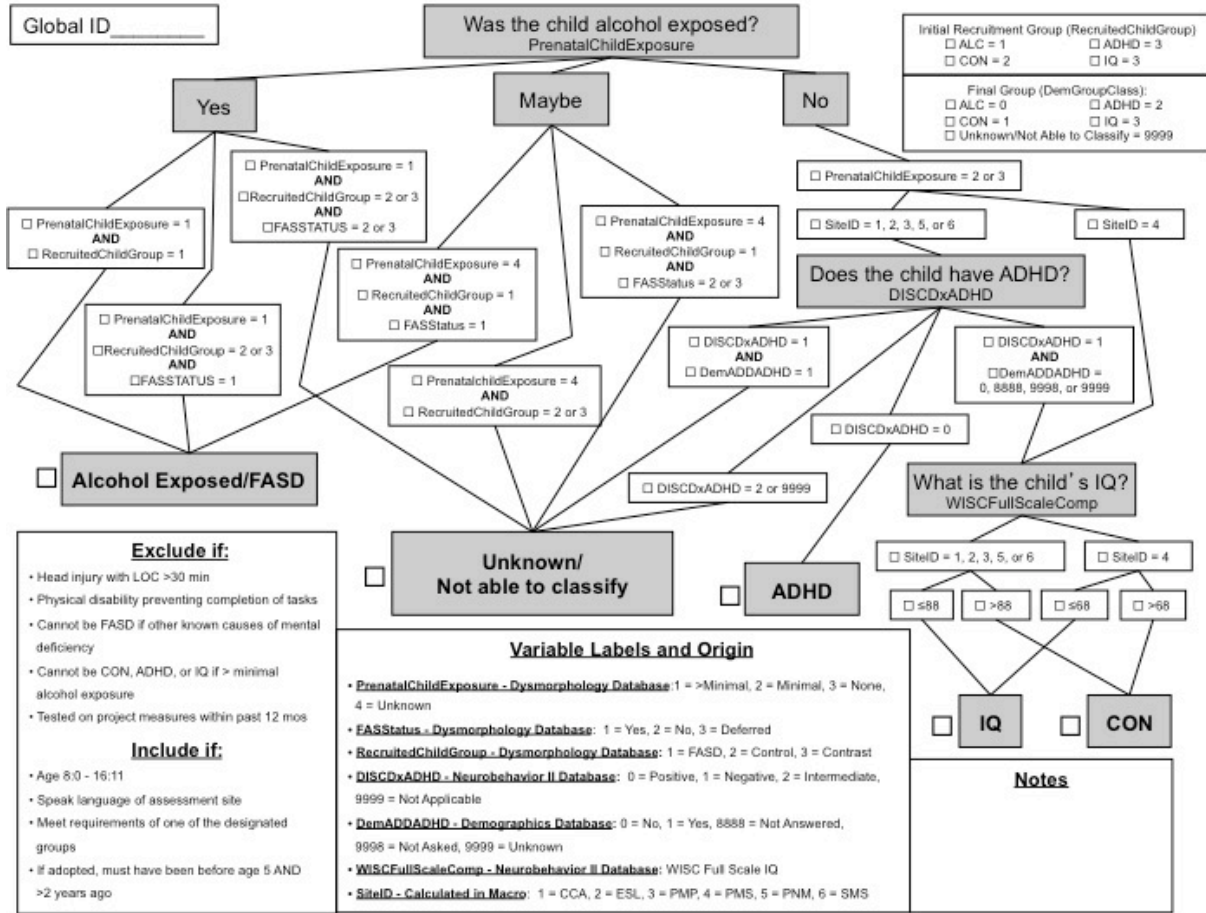 Global ID________
Was the child alcohol exposed?
PrenatalChildExposure
Initial Recruitment Group (RecruitedChildGroup)
☐ ALC = 1 ☐ ADHD = 3
☐ CON = 2 ☐ IQ = 3
Final Group (DemGroupClass):
☐ ALC = 0 ☐ ADHD = 2
☐ CON = 1 ☐ IQ = 3
☐ Unknown/Not Able to Classify = 9999
Yes
Maybe
No
☐ PrenatalChildExposure = 1
AND
☐ RecruitedChildGroup = 1
☐ PrenatalChildExposure = 1
AND
☐RecruitedChildGroup = 2 or 3
AND
☐FASSTATUS = 2 or 3
☐ PrenatalChildExposure = 1
AND
☐RecruitedChildGroup = 2 or 3
AND
☐FASSTATUS = 1
☐ PrenatalChildExposure = 4
AND
☐ RecruitedChildGroup = 1
AND
☐ FASStatus = 1
☐ PrenatalChildExposure = 4
AND
☐ RecruitedChildGroup = 1
AND
☐ FASStatus = 2 or 3
☐ PrenatalchildExposure = 4
AND
☐ RecruitedChildGroup = 2 or 3
☐ PrenatalChildExposure = 2 or 3
☐ SiteID = 1, 2, 3, 5, or 6
☐ SiteID = 4
Does the child have ADHD?
DISCDxADHD
☐ DISCDxADHD = 1
AND
☐ DemADDADHD = 1
☐ DISCDxADHD = 1
AND
☐DemADDADHD =
0, 8888, 9998, or 9999
☐ DISCDxADHD = 0
☐ DISCDxADHD = 2 or 9999
What is the child's IQ?
WISCFullScaleComp
☐ SiteID = 1, 2, 3, 5, or 6
☐ SiteID = 4
☐ ≤88
☐ >88
☐ ≤68
☐ >68
☐ Alcohol Exposed/FASD
☐ Unknown/
Not able to classify
☐ ADHD
☐ IQ
☐ CON
Exclude if:
• Head injury with LOC >30 min
• Physical disability preventing completion of tasks
• Cannot be FASD if other known causes of mental
deficiency
• Cannot be CON, ADHD, or IQ if > minimal
alcohol exposure
• Tested on project measures within past 12 mos
Include if:
• Age 8:0 - 16:11
• Speak language of assessment site
• Meet requirements of one of the designated
groups
• If adopted, must have been before age 5 AND
>2 years ago
Variable Labels and Origin
• PrenatalChildExposure - Dysmorphology Database:1 = >Minimal, 2 = Minimal, 3 = None,
4 = Unknown
• FASStatus - Dysmorphology Database: 1 = Yes, 2 = No, 3 = Deferred
• RecruitedChildGroup - Dysmorphology Database: 1 = FASD, 2 = Control, 3 = Contrast
• DISCDxADHD - Neurobehavior II Database: 0 = Positive, 1 = Negative, 2 = Intermediate,
9999 = Not Applicable
• DemADDADHD - Demographics Database: 0 = No, 1 = Yes, 8888 = Not Answered,
9998 = Not Asked, 9999 = Unknown
• WISCFullScaleComp - Neurobehavior II Database: WISC Full Scale IQ
• SiteID - Calculated in Macro: 1 = CCA, 2 = ESL, 3 = PMP, 4 = PMS, 5 = PNM, 6 = SMS
Notes